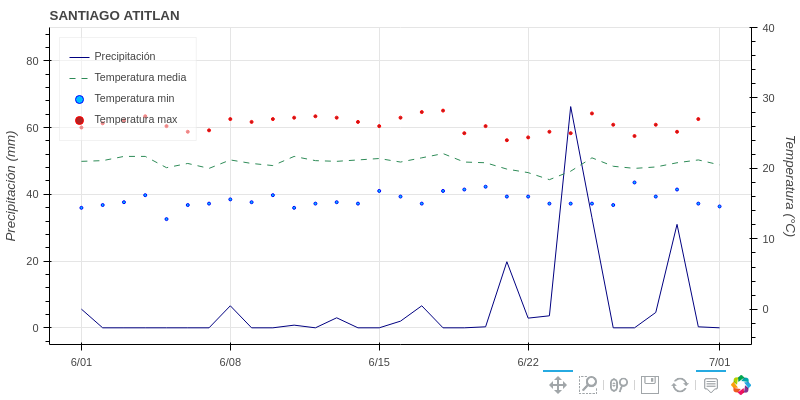 SANTIAGO ATITLAN
Precipitación
Temperatura media
Temperatura min
Temperatura max
Precipitación (mm)
80
60
40
20
0
40
30
20
10
0
Temperatura (°C)
6/01
6/08
6/15
6/22
7/01